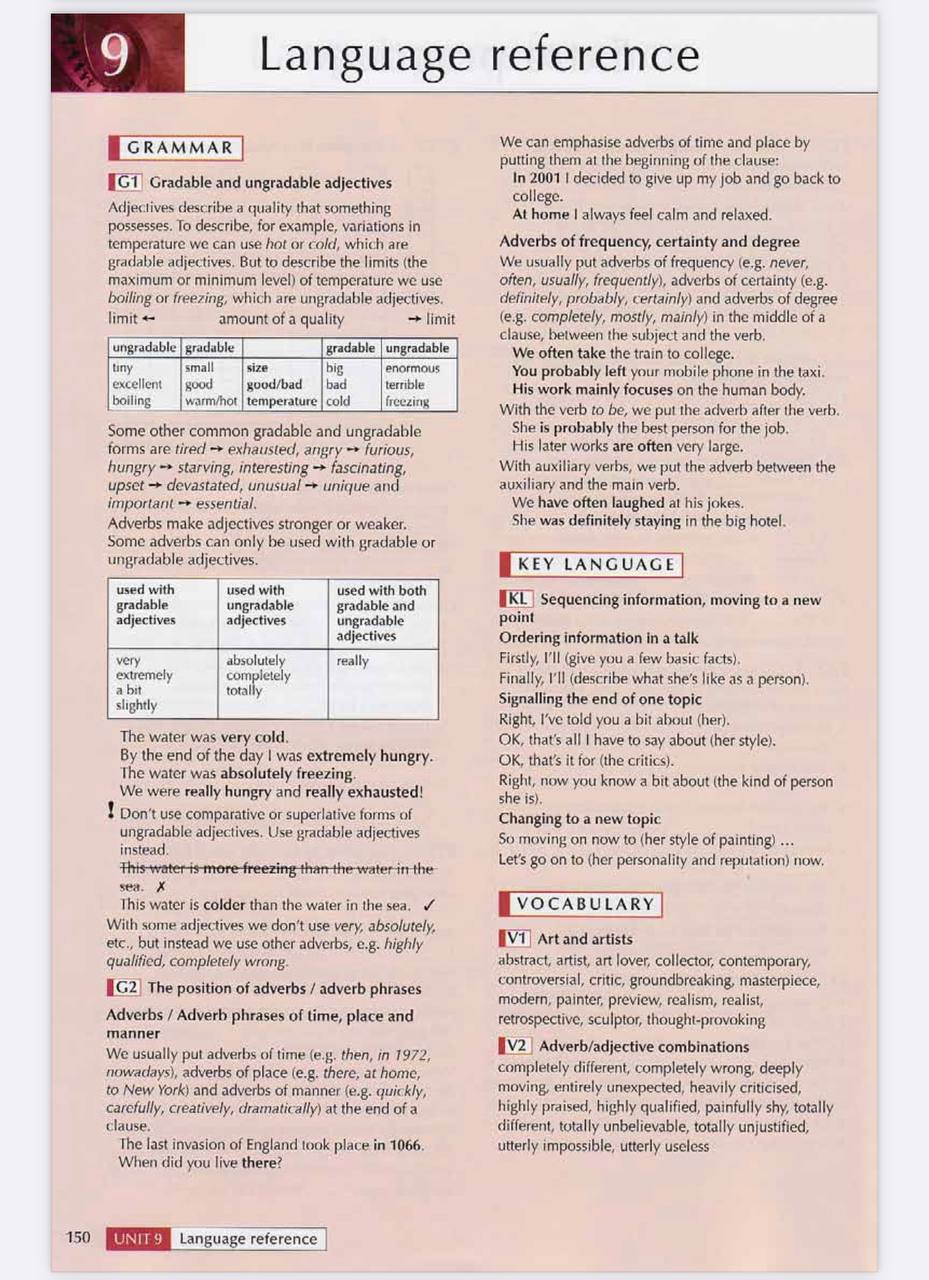 9
Language reference
GRAMMAR
G1 Gradable and ungradable adjectives
Adjectives describe a quality that something
possesses. To describe, for example, variations in
temperature we can use hot or cold, which are
gradable adjectives. But to describe the limits (the
maximum or minimum level) of temperature we use
boiling or freezing, which are ungradable adjectives.
limit ← amount of a quality → limit
ungradable gradable gradable ungradable
tiny small size big enormous
excellent good good/bad bad terrible
boiling warm/hot temperature cold freezing
Some other common gradable and ungradable
forms are tired → exhausted, angry → furious,
hungry → starving, interesting → fascinating,
upset → devastated, unusual → unique and
important → essential.
Adverbs make adjectives stronger or weaker.
Some adverbs can only be used with gradable or
ungradable adjectives.
used with used with used with both
gradable ungradable gradable and
adjectives adjectives ungradable
adjectives
very absolutely really
extremely completely
a bit totally
slightly
The water was very cold.
By the end of the day I was extremely hungry.
The water was absolutely freezing.
We were really hungry and really exhausted!
! Don't use comparative or superlative forms of
ungradable adjectives. Use gradable adjectives
instead.
This water is more freezing than the water in the
sea. ✗
This water is colder than the water in the sea. ✓
With some adjectives we don't use very, absolutely,
etc., but instead we use other adverbs, e.g. highly
qualified, completely wrong.
G2 The position of adverbs / adverb phrases
Adverbs / Adverb phrases of time, place and
manner
We usually put adverbs of time (e.g. then, in 1972,
nowadays), adverbs of place (e.g. there, at home,
to New York) and adverbs of manner (e.g. quickly,
carefully, creatively, dramatically) at the end of a
clause.
The last invasion of England took place in 1066.
When did you live there?
We can emphasise adverbs of time and place by
putting them at the beginning of the clause:
In 2001 I decided to give up my job and go back to
college.
At home I always feel calm and relaxed.
Adverbs of frequency, certainty and degree
We usually put adverbs of frequency (e.g. never,
often, usually, frequently), adverbs of certainty (e.g.
definitely, probably, certainly) and adverbs of degree
(e.g. completely, mostly, mainly) in the middle of a
clause, between the subject and the verb.
We often take the train to college.
You probably left your mobile phone in the taxi.
His work mainly focuses on the human body.
With the verb to be, we put the adverb after the verb.
She is probably the best person for the job.
His later works are often very large.
With auxiliary verbs, we put the adverb between the
auxiliary and the main verb.
We have often laughed at his jokes.
She was definitely staying in the big hotel.
KEY LANGUAGE
KL Sequencing information, moving to a new
point
Ordering information in a talk
Firstly, I'll (give you a few basic facts).
Finally, I'll (describe what she's like as a person).
Signalling the end of one topic
Right, I've told you a bit about (her).
OK, that's all I have to say about (her style).
OK, that's it for (the critics).
Right, now you know a bit about (the kind of person
she is).
Changing to a new topic
So moving on now to (her style of painting) ...
Let's go on to (her personality and reputation) now.
VOCABULARY
V1 Art and artists
abstract, artist, art lover, collector, contemporary,
controversial, critic, groundbreaking, masterpiece,
modern, painter, preview, realism, realist,
retrospective, sculptor, thought-provoking
V2 Adverb/adjective combinations
completely different, completely wrong, deeply
moving, entirely unexpected, heavily criticised,
highly praised, highly qualified, painfully shy, totally
different, totally unbelievable, totally unjustified,
utterly impossible, utterly useless
150 UNIT 9 Language reference